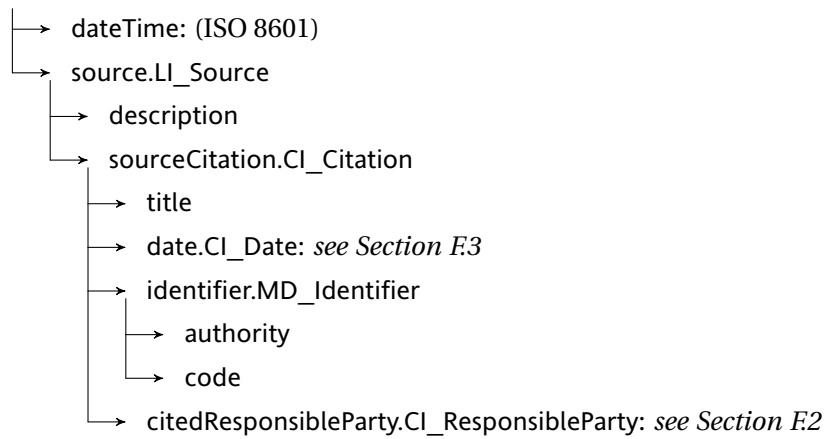 dateTime: (ISO 8601)
source.LI_Source
description
sourceCitation.CI_Citation
title
date.CI_Date: see Section F.3
identifier.MD_Identifier
authority
code
citedResponsibleParty.CI_ResponsibleParty: see Section F.2